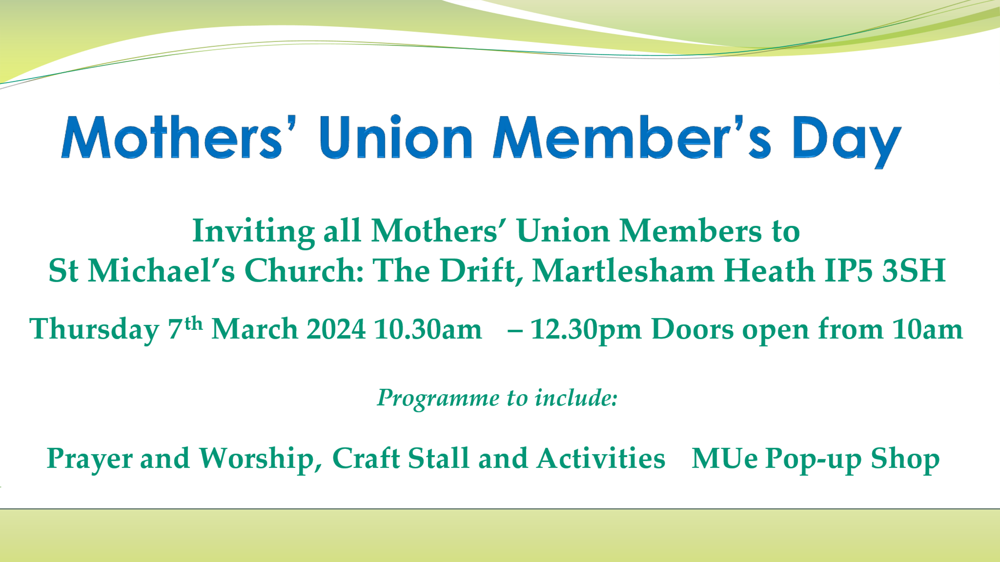 Mothers’ Union Member’s Day
Inviting all Mothers’ Union Members to
St Michael’s Church: The Drift, Martlesham Heath IP5 3SH
Thursday 7th March 2024 10.30am – 12.30pm Doors open from 10am
Programme to include:
Prayer and Worship, Craft Stall and Activities MUe Pop-up Shop